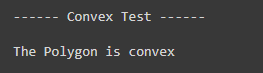 ------ Convex Test ------
The Polygon is convex